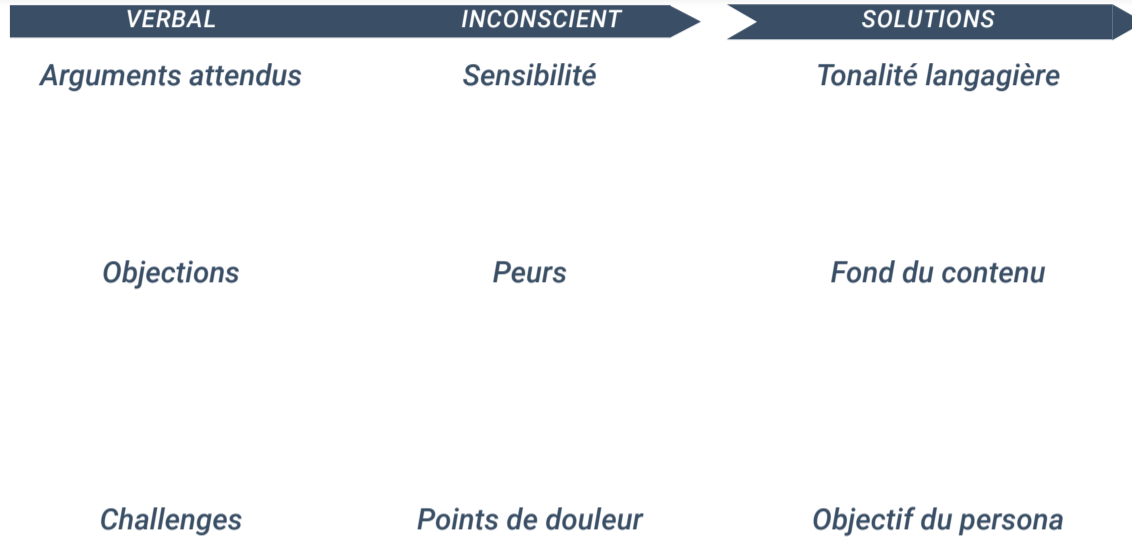 VERBAL INCONSCIENT SOLUTIONS
Arguments attendus Sensibilité Tonalité langagière
Objections Peurs Fond du contenu
Challenges Points de douleur Objectif du persona